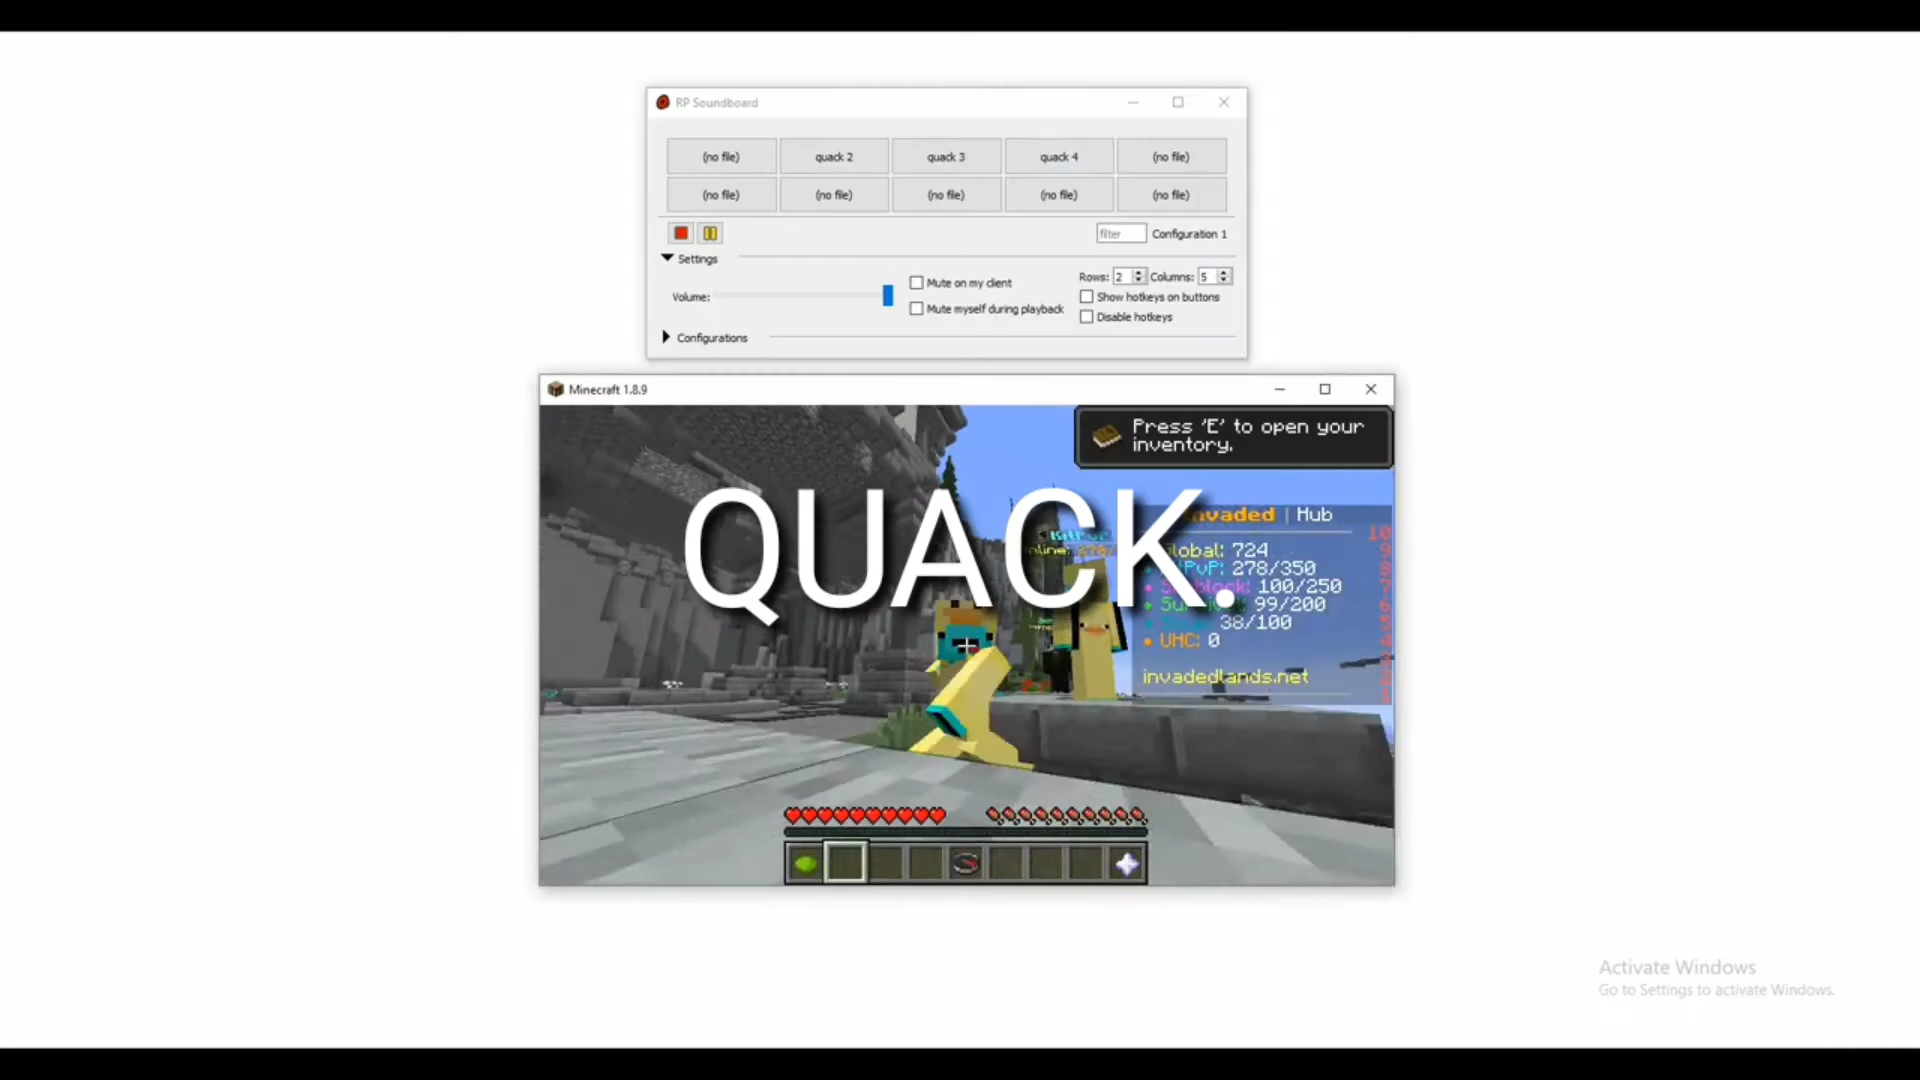 RP Soundboard
(no file) quack 2 quack 3 quack 4 (no file)
(no file) (no file) (no file) (no file) (no file)
filter Configuration 1
Settings
Volume:
Mute on my client
Mute myself during playback
Rows: 2 Columns: 5
Show hotkeys on buttons
Disable hotkeys
Configurations
Minecraft 1.8.9
Press 'E' to open your
inventory.
QUACK.
nvaded | Hub
lobal: 724
PvP: 278/350
100/250
99/200
38/100
UHC: 0
invadedlands.net
Activate Windows
Go to Settings to activate Windows.